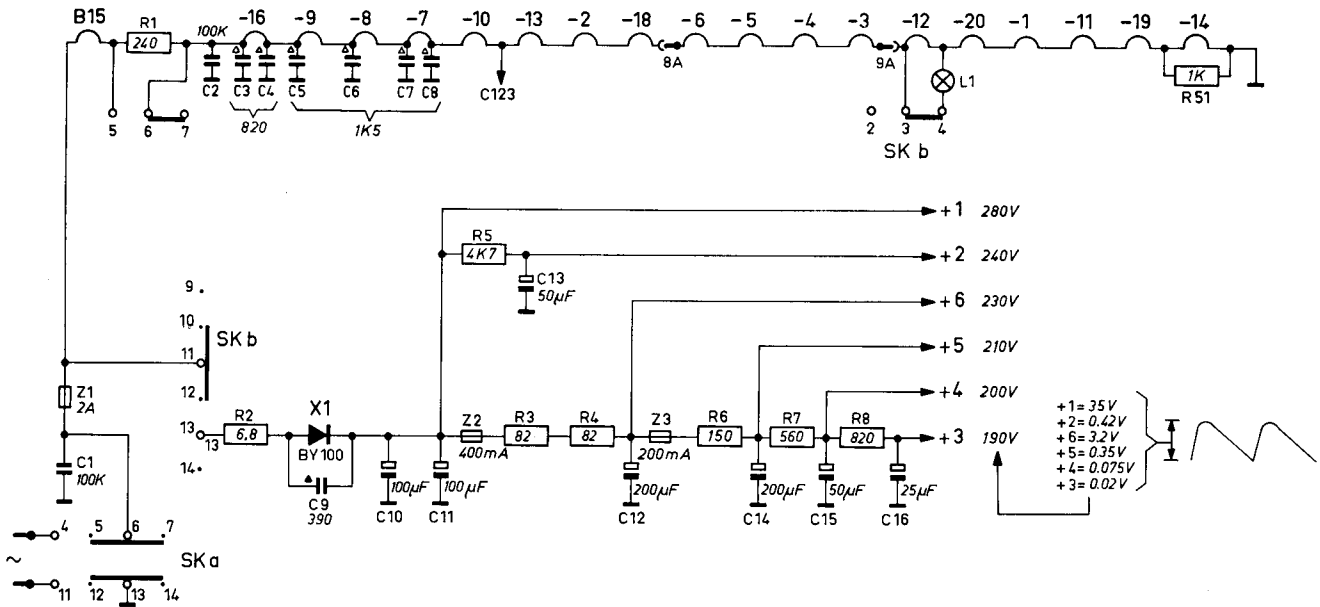 B15 R1 -16 -9 -8 -7 -10 -13 -2 -18 -6 -5 -4 -3 -12 -20 -1 -11 -19 -14
240 100K
8A 9A
C2 C3 C4 C5 C6 C7 C8 C123 L1 1K
R51
5 6 7 820 1K5 2 3 4
SK b
+1 280V
R5
4K7 +2 240V
C13
50µF
9 +6 230V
10 SK b
11 +5 210V
12 +4 200V
Z1
2A
R2 X1 Z2 R3 R4 Z3 R6 R7 R8
13 13 6,8 82 82 150 560 820 +3 190V
BY100 400mA 200mA
+1=35V
+2=0.42V
+6=3.2V
+5=0.35V
+4=0.075V
+3=0.02V
C1
100K
14
C9
390
100µF 100µF 200µF 200µF 50µF 25µF
C10 C11 C12 C14 C15 C16
4 5 6 7
~ SK a
11 12 13 14